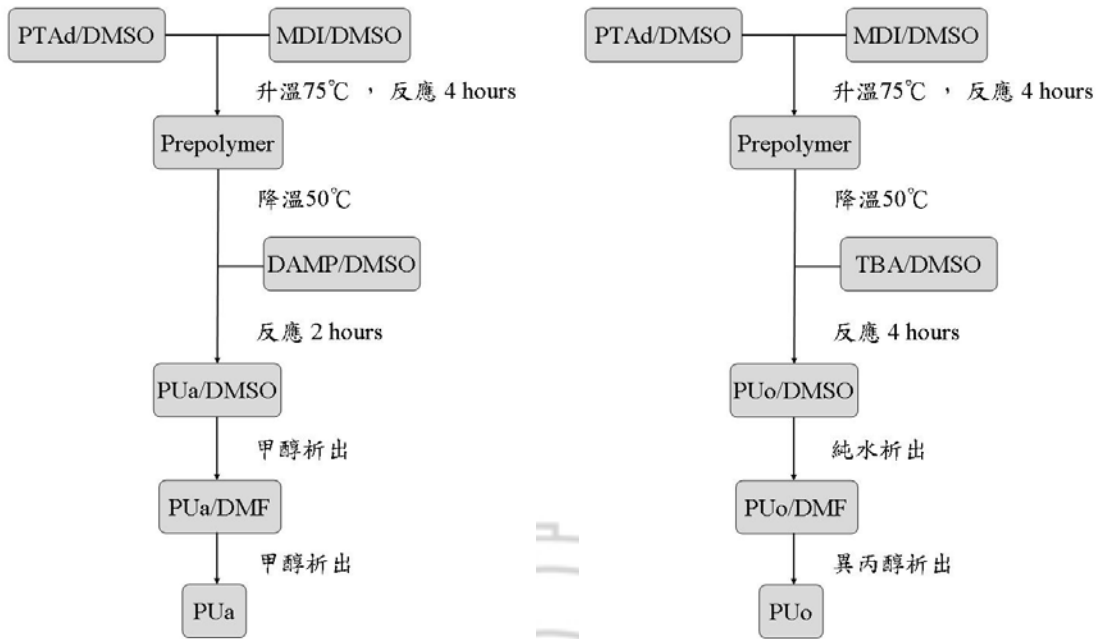 PTAd/DMSO
MDI/DMSO
升溫75℃ ， 反應 4 hours
Prepolymer
降溫50℃
DAMP/DMSO
反應 2 hours
PUa/DMSO
甲醇析出
PUa/DMF
甲醇析出
PUa
PTAd/DMSO
MDI/DMSO
升溫75℃ ， 反應 4 hours
Prepolymer
降溫50℃
TBA/DMSO
反應 4 hours
PUo/DMSO
純水析出
PUo/DMF
異丙醇析出
PUo